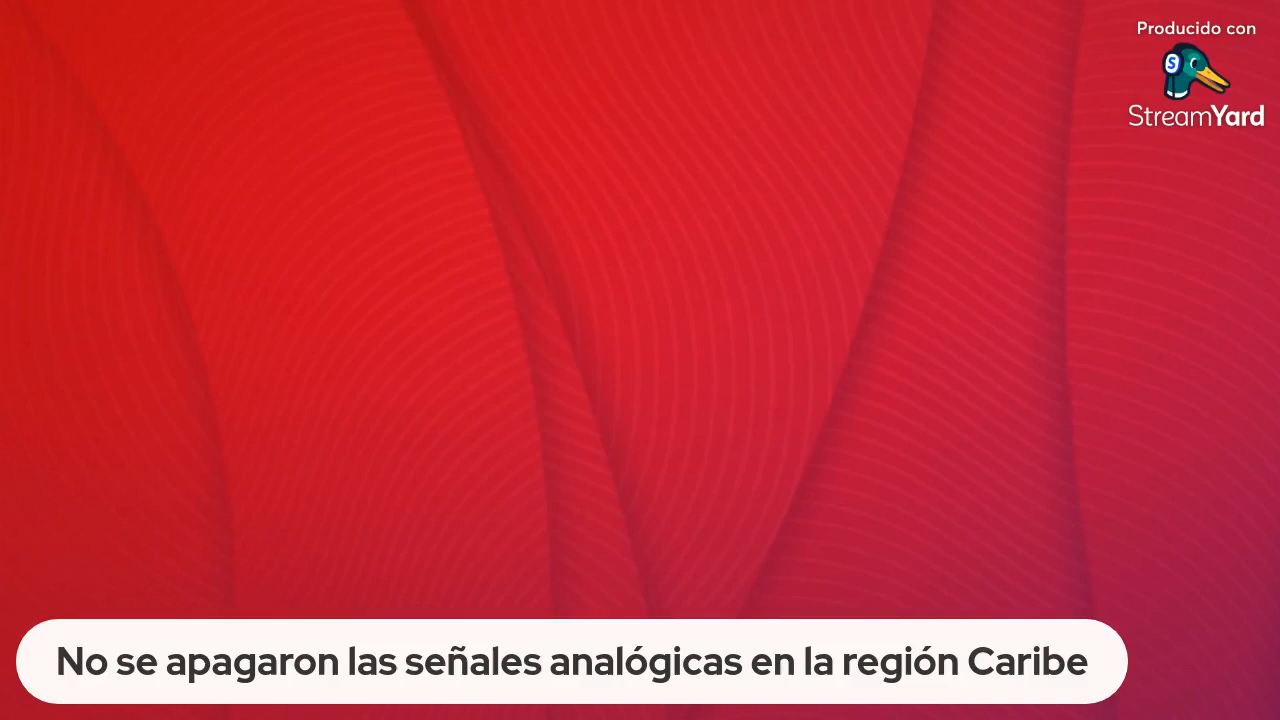 Producido con
S
StreamYard
No se apagaron las señales analógicas en la región Caribe